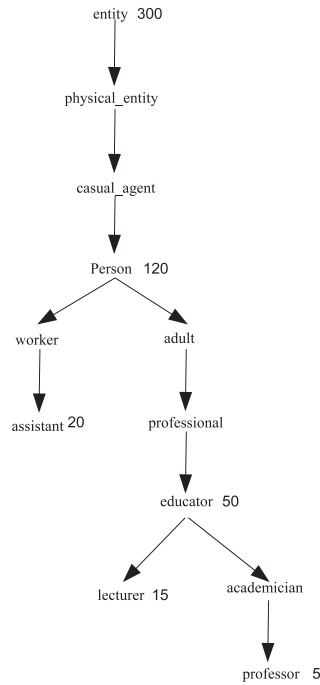 entity 300
physical_entity
casual_agent
Person 120
worker
adult
assistant 20
professional
educator 50
lecturer 15
academician
professor 5